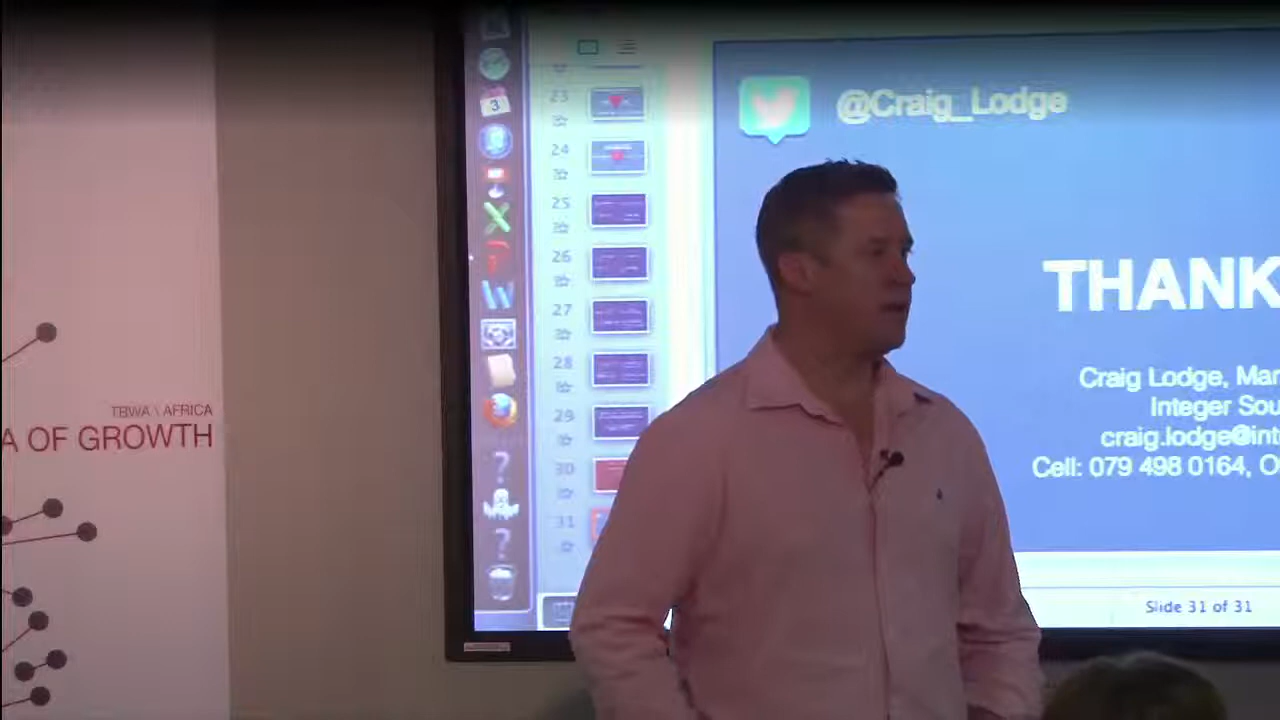 TBWA \ AFRICA
A OF GROWTH
3
23
24
25
26
27
28
29
30
31
@Craig_Lodge
THANK
Craig Lodge, Mar
Integer Sou
craig.lodge@int
Cell: 079 498 0164, O
Slide 31 of 31